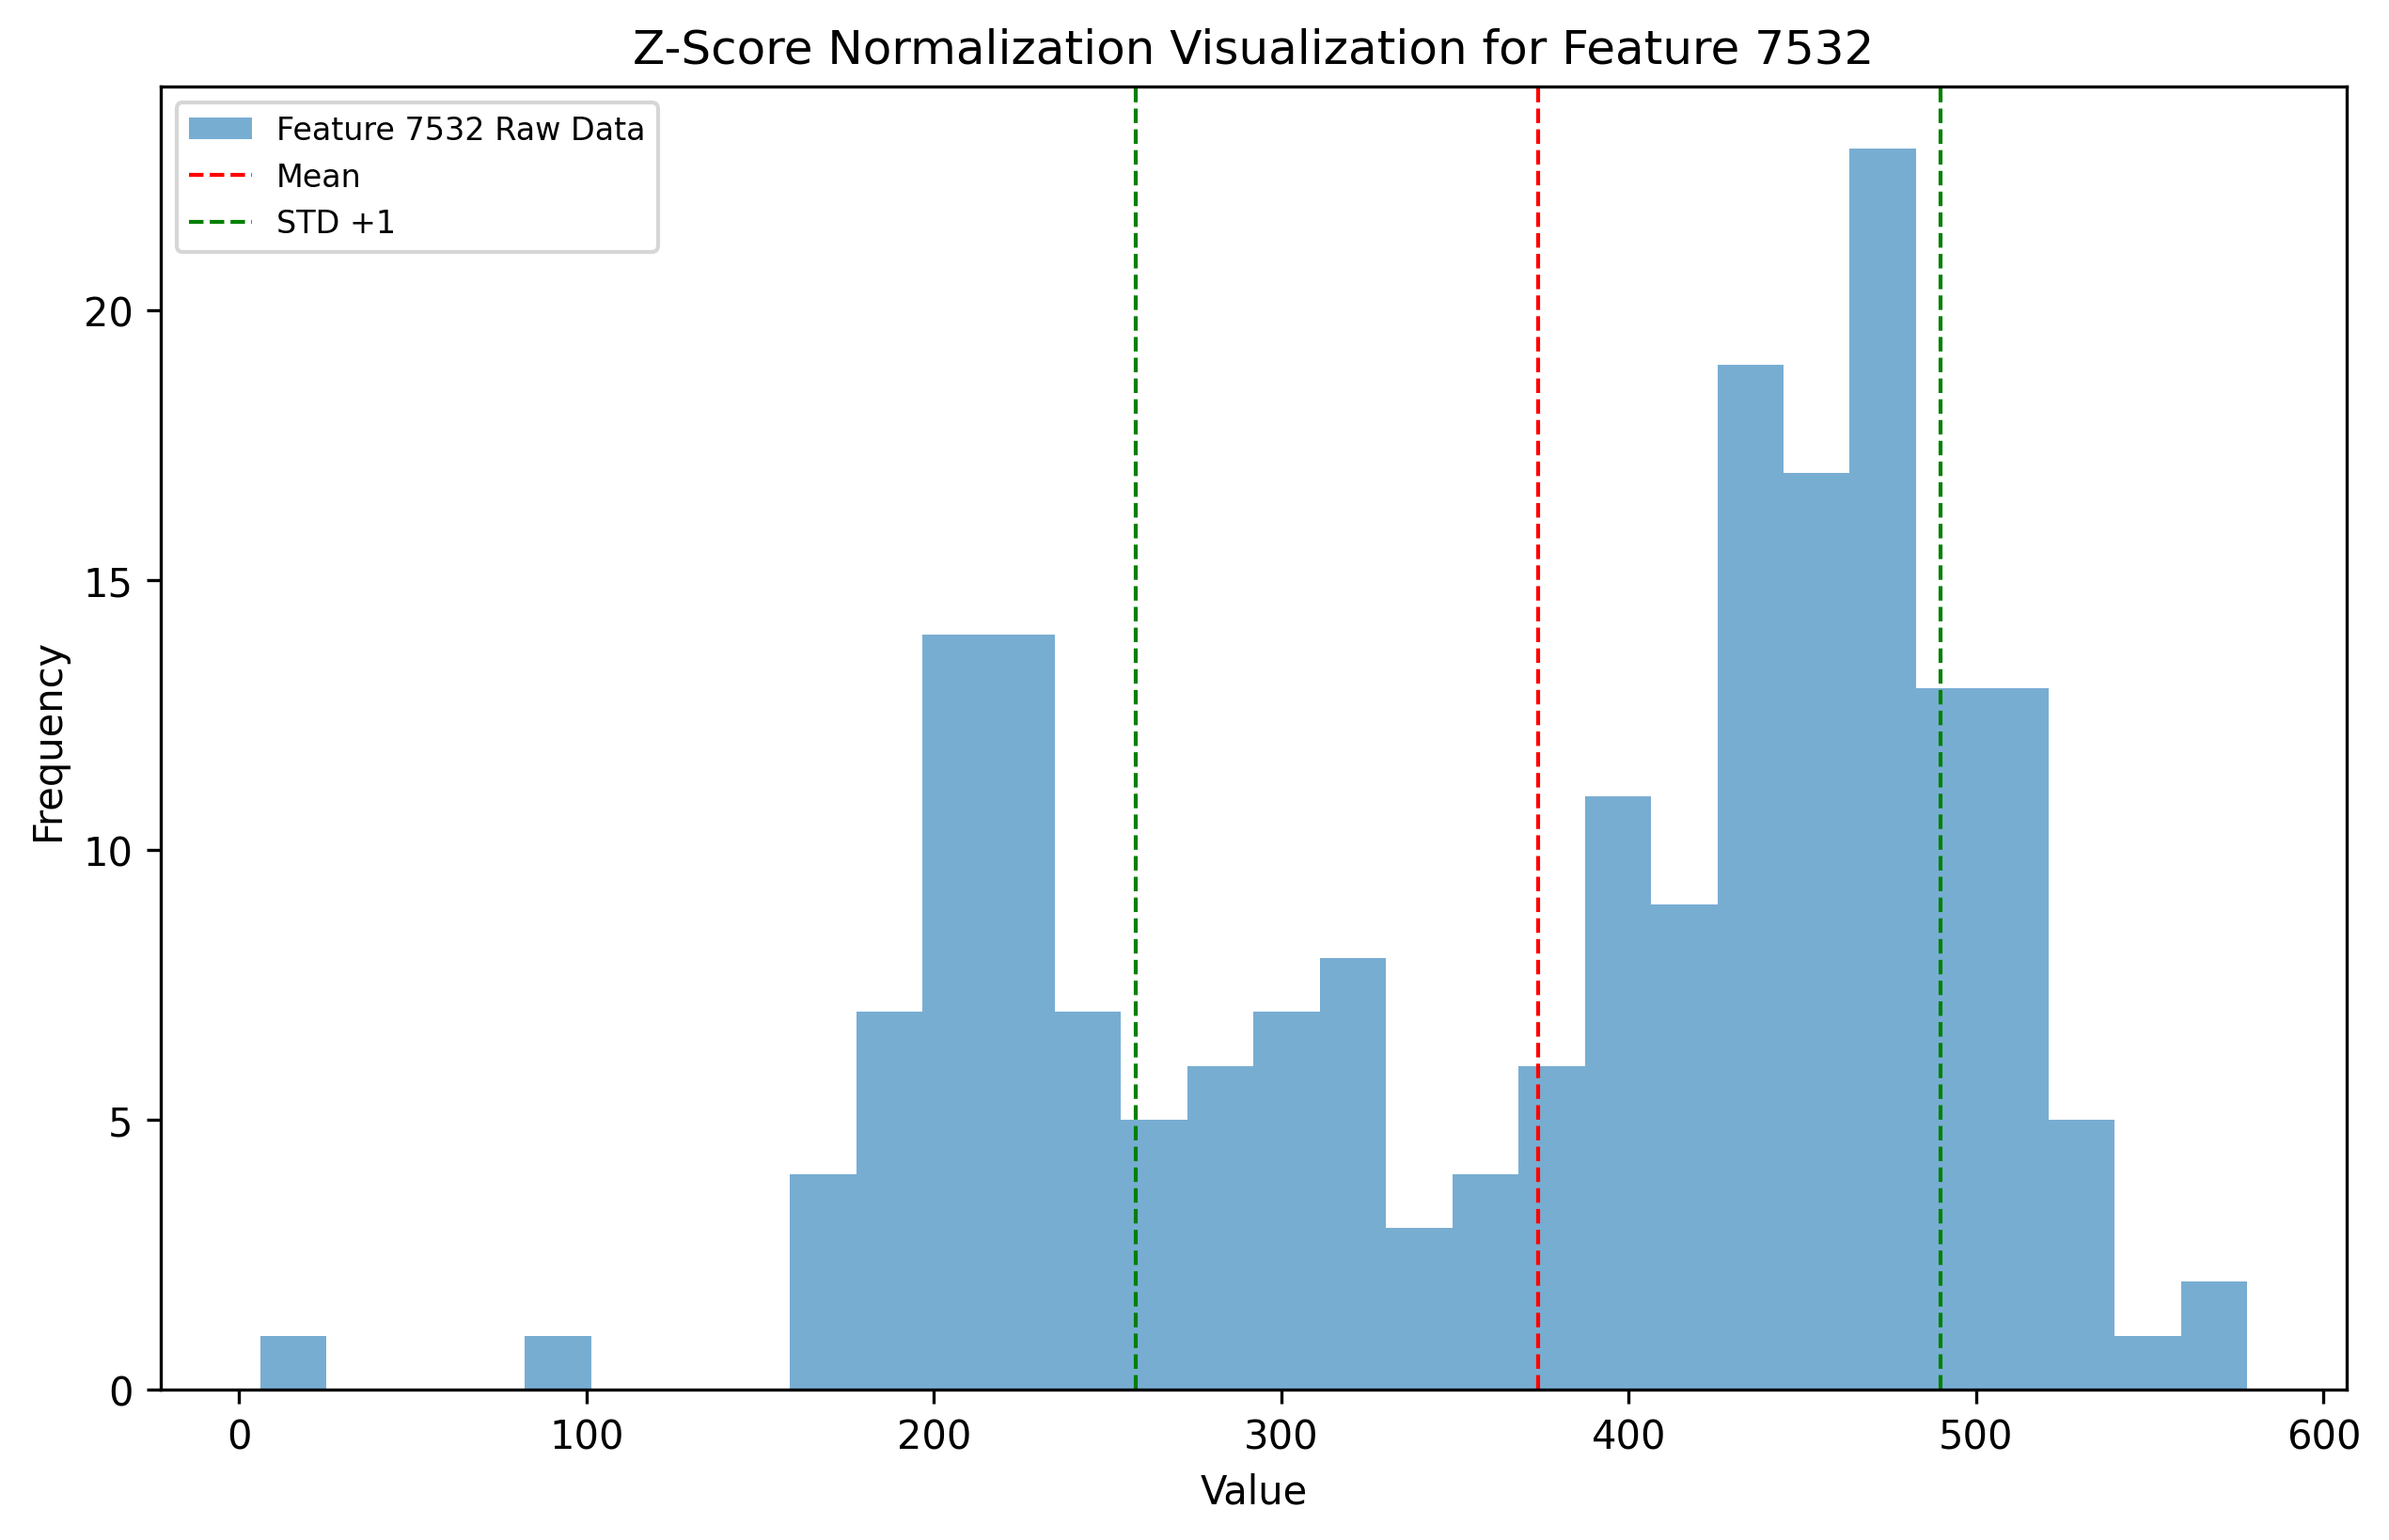 Z-Score Normalization Visualization for Feature 7532
Feature 7532 Raw Data
Mean
STD +1
20
15
10
5
0
Frequency
0 100 200 300 400 500 600
Value